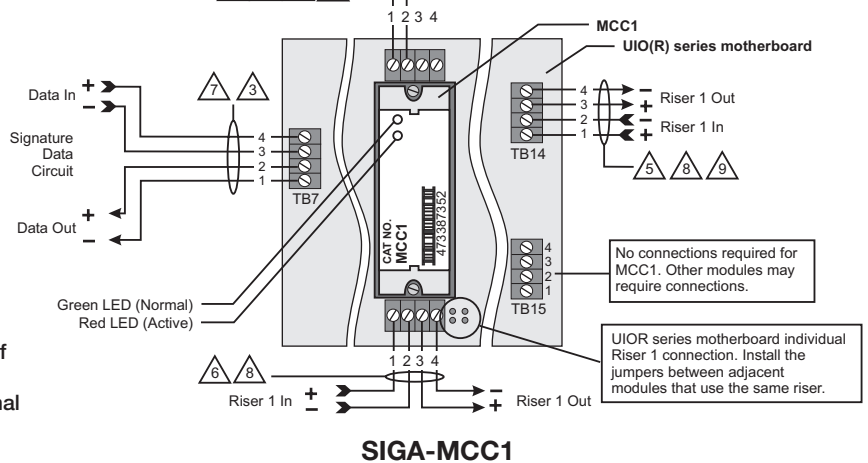 1 2 3 4
MCC1
UIO(R) series motherboard
Data In
+
−
7
3
Signature
Data
Circuit
4
3
2
1
TB7
Data Out
+
−
CAT NO.
MCC1
473387352
4
3
2
1
−
+
Riser 1 Out
−
+
Riser 1 In
TB14
5
8
9
4
3
2
1
TB15
No connections required for
MCC1. Other modules may
require connections.
Green LED (Normal)
Red LED (Active)
UIOR series motherboard individual
Riser 1 connection. Install the
jumpers between adjacent
modules that use the same riser.
f
nal
6
8
1 2 3 4
Riser 1 In
+
−
−
+
Riser 1 Out
SIGA-MCC1